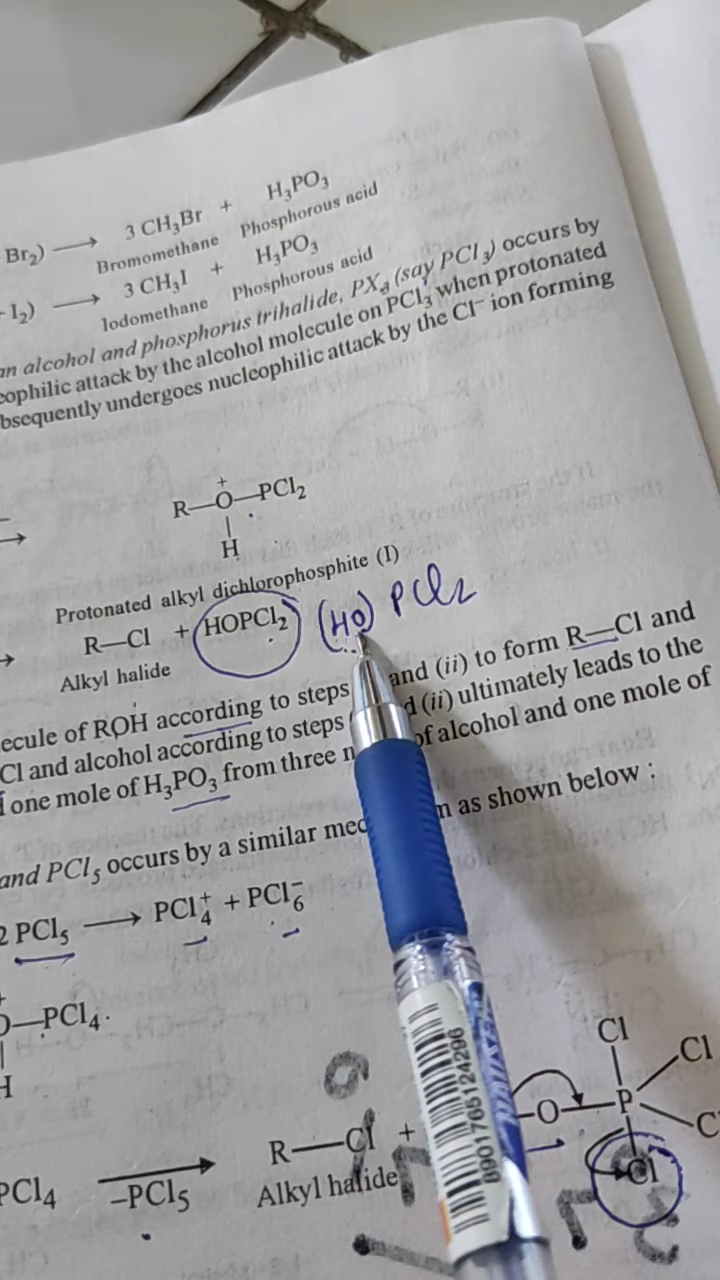 Br₂) ⟶ 3 CH₃Br + H₃PO₃
Bromomethane Phosphorous acid
I₂) ⟶ 3 CH₃I + H₃PO₃
Iodomethane Phosphorous acid
an alcohol and phosphorus trihalide, PX₃ (say PCl₃) occurs by
eophilic attack by the alcohol molecule on PCl₃ when protonated
bsequently undergoes nucleophilic attack by the Cl⁻ ion forming
R—O⁺—PCl₂
H
Protonated alkyl dichlorophosphite (I)
R—Cl + HOPCl₂ (HO) PCl₂
Alkyl halide
ecule of ROH according to steps and (ii) to form R—Cl and
Cl and alcohol according to steps d (ii) ultimately leads to the
one mole of H₃PO₃ from three of alcohol and one mole of
and PCl₅ occurs by a similar mec m as shown below :
2 PCl₅ ⟶ PCl₄⁺ + PCl₆⁻
—PCl₄
H
Cl
Cl
—O—P
PCl₄ ⟶ R—Cl + Cl
–PCl₅ Alkyl halide
8901765124296